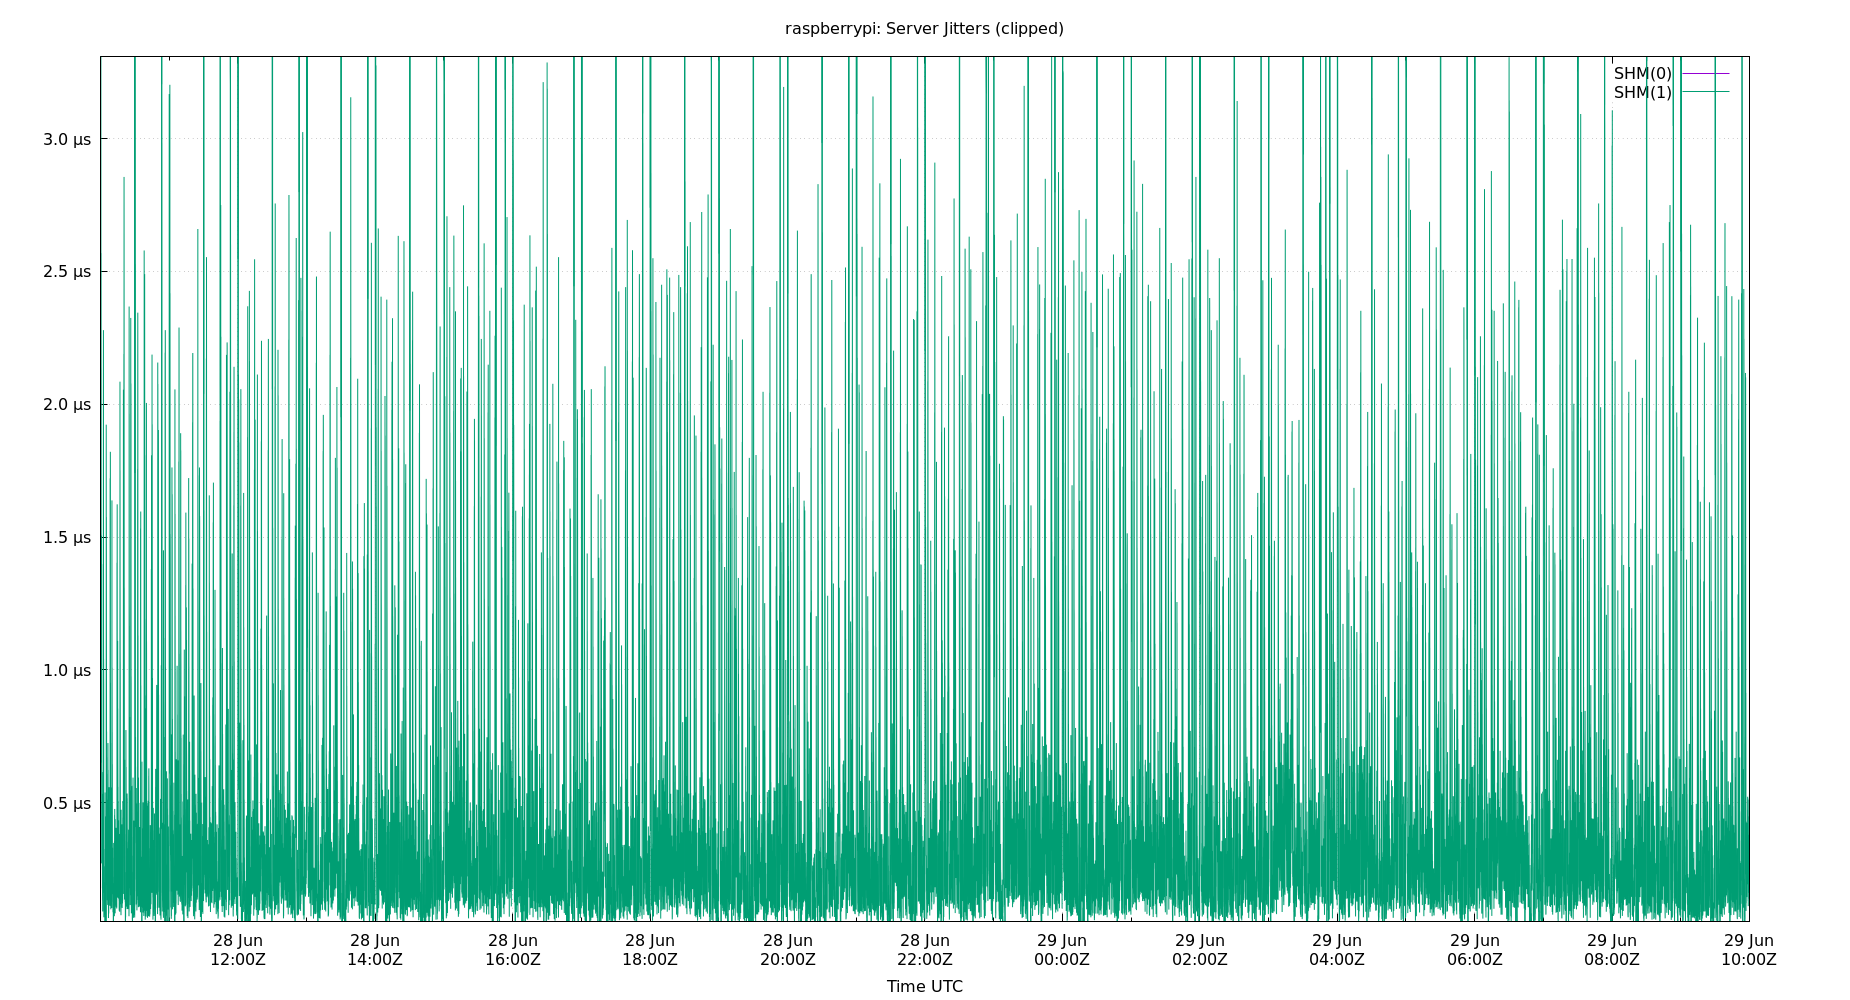 raspberrypi: Server Jitters (clipped)
SHM(0)
SHM(1)
3.0 µs
2.5 µs
2.0 µs
1.5 µs
1.0 µs
0.5 µs
28 Jun 28 Jun 28 Jun 28 Jun 28 Jun 28 Jun 29 Jun 29 Jun 29 Jun 29 Jun 29 Jun 29 Jun
12:00Z 14:00Z 16:00Z 18:00Z 20:00Z 22:00Z 00:00Z 02:00Z 04:00Z 06:00Z 08:00Z 10:00Z
Time UTC